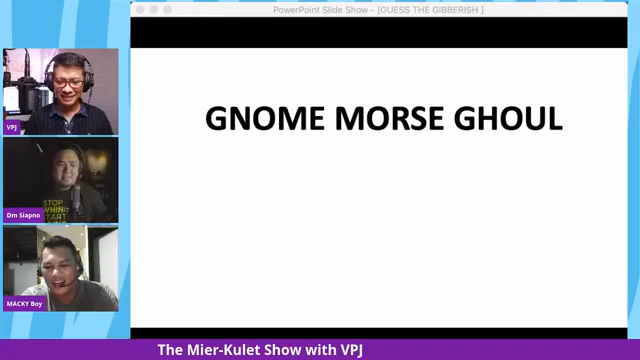 PowerPoint Slide Show - [GUESS THE GIBBERISH ]
GNOME MORSE GHOUL
VPJ
STOP
WHINING
START
Dm Siapno
MACKY Boy
The Mier-Kulet Show with VPJ